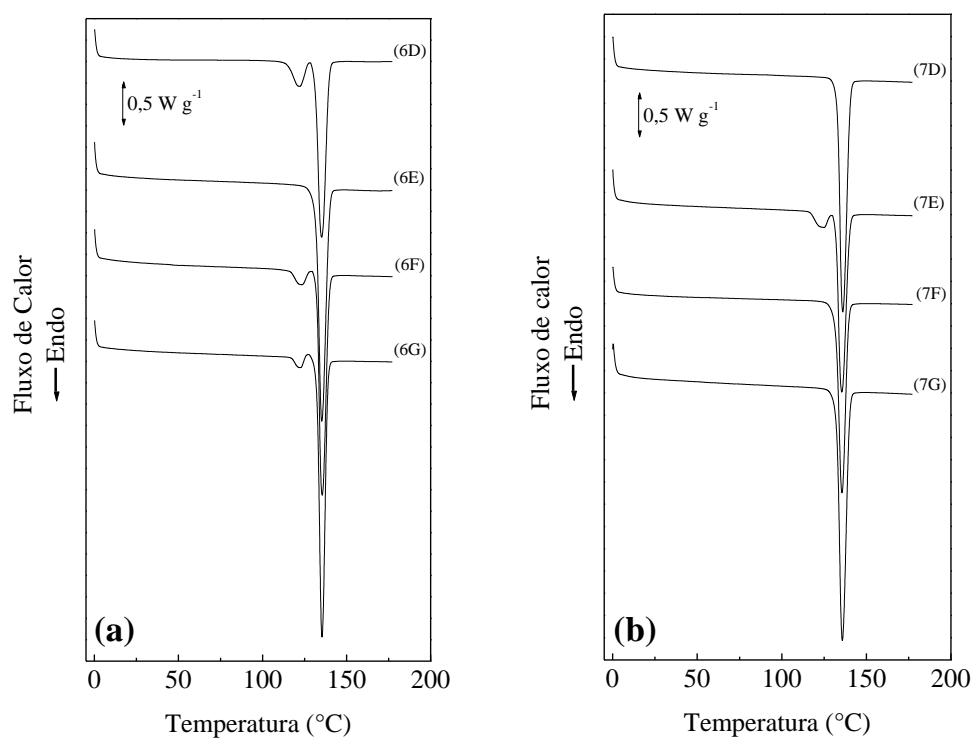 (6D)
0,5 W g⁻¹
(6E)
(6F)
(6G)
Fluxo de Calor
Endo
(a)
0 50 100 150 200
Temperatura (°C)
(7D)
0,5 W g⁻¹
(7E)
(7F)
(7G)
Fluxo de calor
Endo
(b)
0 50 100 150 200
Temperatura (°C)